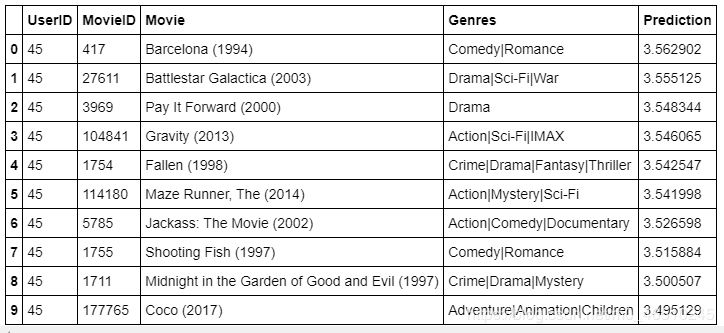 UserID MovieID Movie Genres Prediction
0 45 417 Barcelona (1994) Comedy|Romance 3.562902
1 45 27611 Battlestar Galactica (2003) Drama|Sci-Fi|War 3.555125
2 45 3969 Pay It Forward (2000) Drama 3.548344
3 45 104841 Gravity (2013) Action|Sci-Fi|IMAX 3.546065
4 45 1754 Fallen (1998) Crime|Drama|Fantasy|Thriller 3.542547
5 45 114180 Maze Runner, The (2014) Action|Mystery|Sci-Fi 3.541998
6 45 5785 Jackass: The Movie (2002) Action|Comedy|Documentary 3.526598
7 45 1755 Shooting Fish (1997) Comedy|Romance 3.515884
8 45 1711 Midnight in the Garden of Good and Evil (1997) Crime|Drama|Mystery 3.500507
9 45 177765 Coco (2017) Adventure|Animation|Children 3.495129